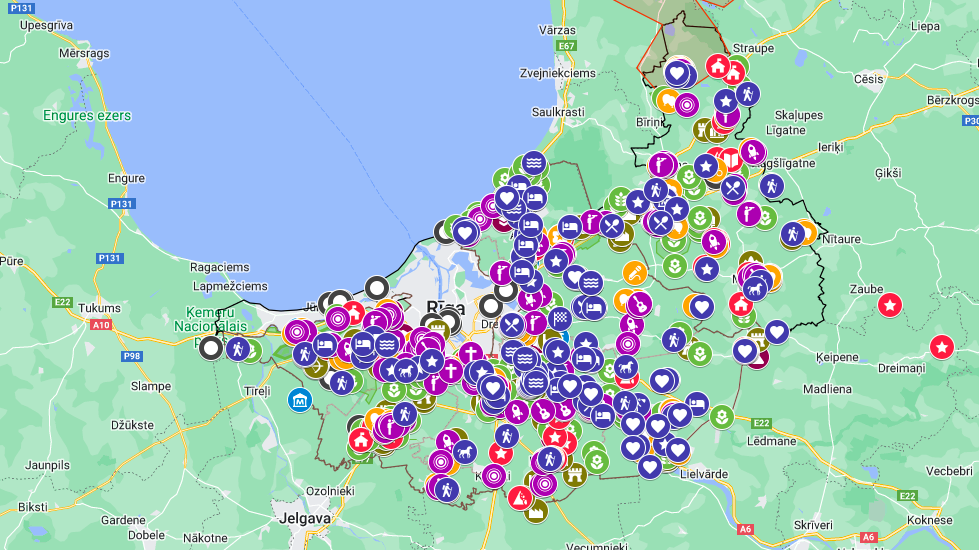 P131
Upesgrīva
Mērsrags
Vārzas
E67
Zvejniekciems
Straupe
Liepa
Cēsis
Bērzkrogs
Engures ezers
Saulkrasti
Skaļupes
Līgatne
P30
Ieriķi
Ķikši
Engure
P131
Nītaure
Pūre
P131
Ragaciems
Lapmežciems
E22
Tukums
A10
Ķemeru
Nacionālais
Rīga
Zaube
P98
Ķeipene
Dreimaņi
Slampe
Tīreļi
Madliena
Džūkste
E22
Lēdmane
Jaunpils
Lielvārde
Vecbebri
Ozolnieki
E22
Biksti
Gardene
Dobele
Nākotne
Jelgava
A6
Skrīveri
A6
Koknese
Vecumnieki